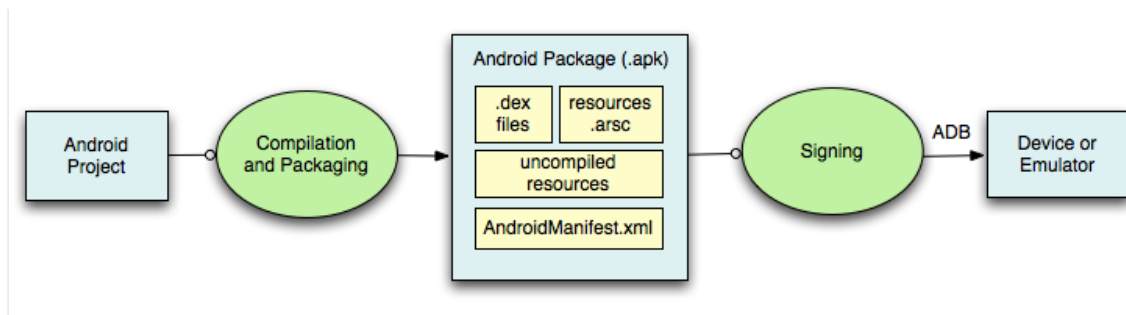 Android
Project
Compilation
and Packaging
Android Package (.apk)
.dex
files
resources
.arsc
uncompiled
resources
AndroidManifest.xml
Signing
ADB
Device or
Emulator